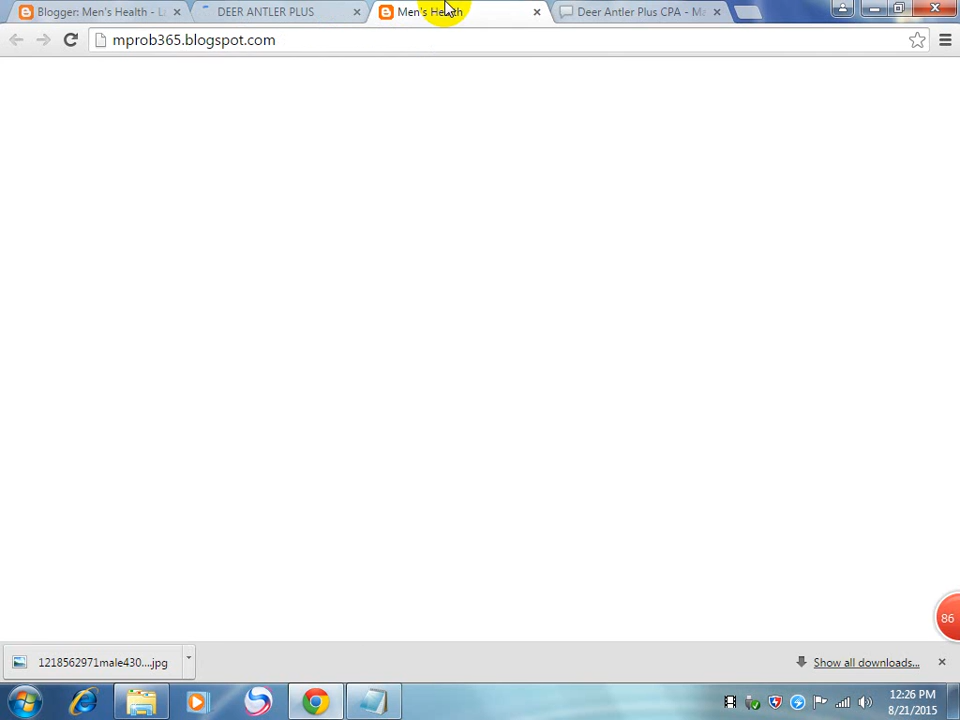 Blogger: Men's Health - Li
DEER ANTLER PLUS
Men's Health
Deer Antler Plus CPA - Ma
mprob365.blogspot.com
86
1218562971male430....jpg
Show all downloads...
12:26 PM
8/21/2015